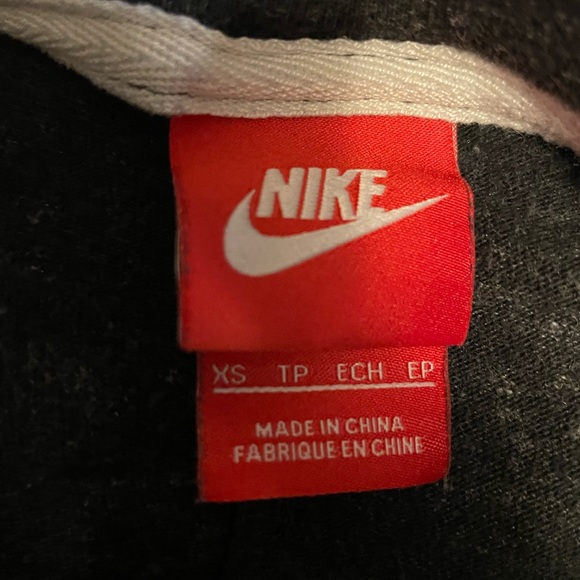 NIKE
XS TP ECH EP
MADE IN CHINA
FABRIQUE EN CHINE